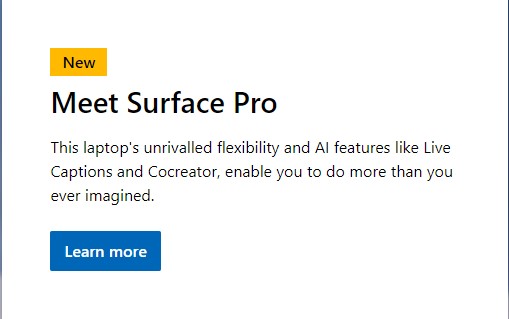 New
Meet Surface Pro
This laptop's unrivalled flexibility and AI features like Live
Captions and Cocreator, enable you to do more than you
ever imagined.
Learn more